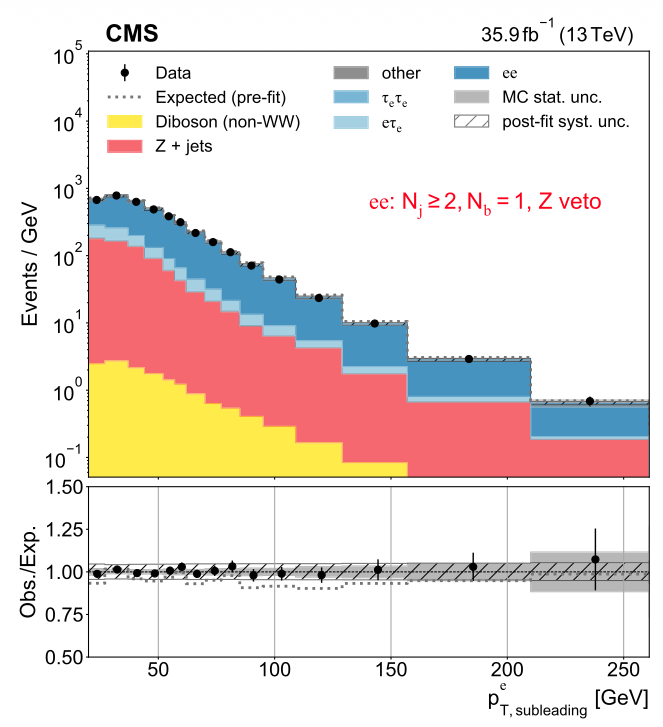 CMS 35.9 fb⁻¹ (13 TeV)
10⁵
10⁴
10³
10²
10¹
10⁰
10⁻¹
Events / GeV
Data
Expected (pre-fit)
Diboson (non-WW)
Z + jets
other
τₑτₑ
eτₑ
ee
MC stat. unc.
post-fit syst. unc.
ee: N_j ≥ 2, N_b = 1, Z veto
1.50
1.25
1.00
0.75
0.50
Obs./Exp.
50 100 150 200 250
p^e_{T, subleading} [GeV]